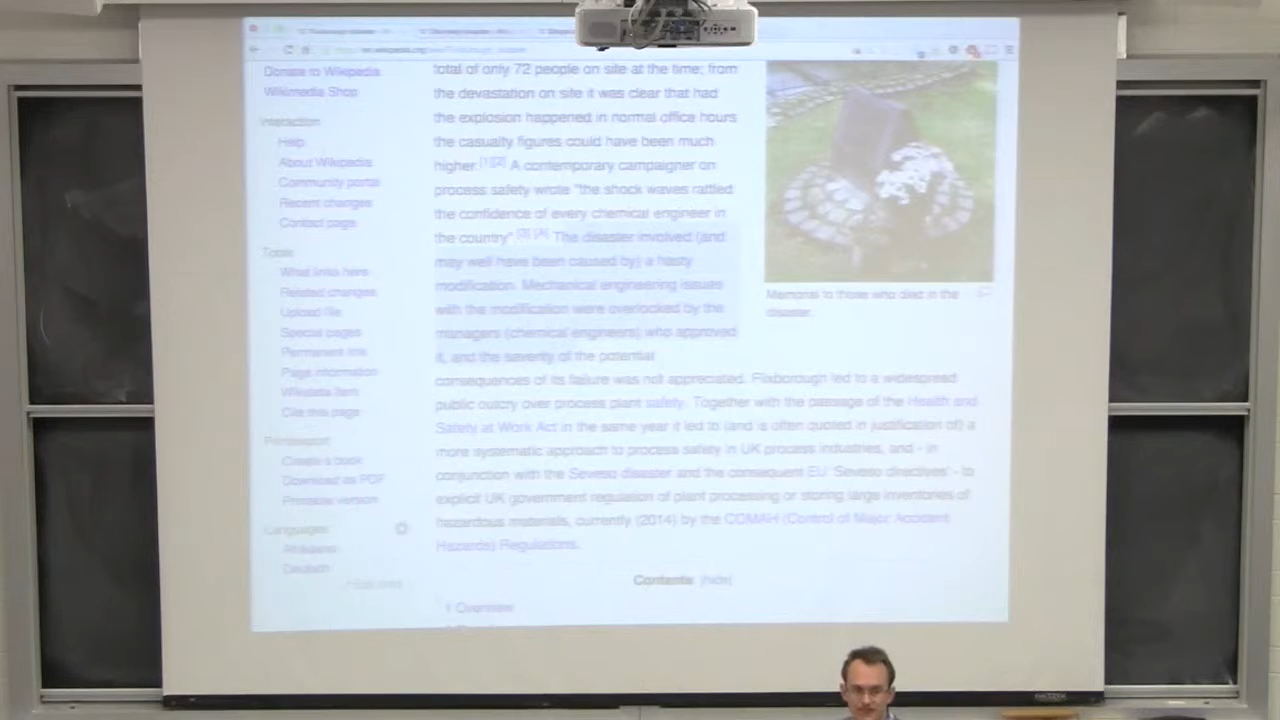 Donate to Wikipedia
Wikimedia Shop
Interaction
Help
About Wikipedia
Community portal
Recent changes
Contact page
Tools
What links here
Related changes
Upload file
Special pages
Permanent link
Page information
Wikidata item
Cite this page
Create a book
Download as PDF
Printable version
Languages
Deutsch
total of only 72 people on site at the time; from
the devastation on site it was clear that had
the explosion happened in normal office hours
the casualty figures could have been much
higher.[1][2] A contemporary campaigner on
process safety wrote "the shock waves rattled
the confidence of every chemical engineer in
the country".[3] The disaster involved (and
may well have been caused by) a hasty
modification. Mechanical engineering issues
with the modification were overlooked by the
managers (chemical engineers) who approved
it, and the severity of the potential
consequences of its failure was not appreciated. Flixborough led to a widespread
public outcry over process plant safety. Together with the passage of the Health and
Safety at Work Act in the same year it led to (and is often quoted in justification of) a
more systematic approach to process safety in UK process industries, and - in
conjunction with the Seveso disaster and the consequent EU 'Seveso directives' - to
explicit UK government regulation of plant processing or storing large inventories of
hazardous materials, currently (2014) by the COMAH (Control of Major Accident
Hazards) Regulations.
Memorial to those who died in the
disaster.
Contents [hide]
1 Overview